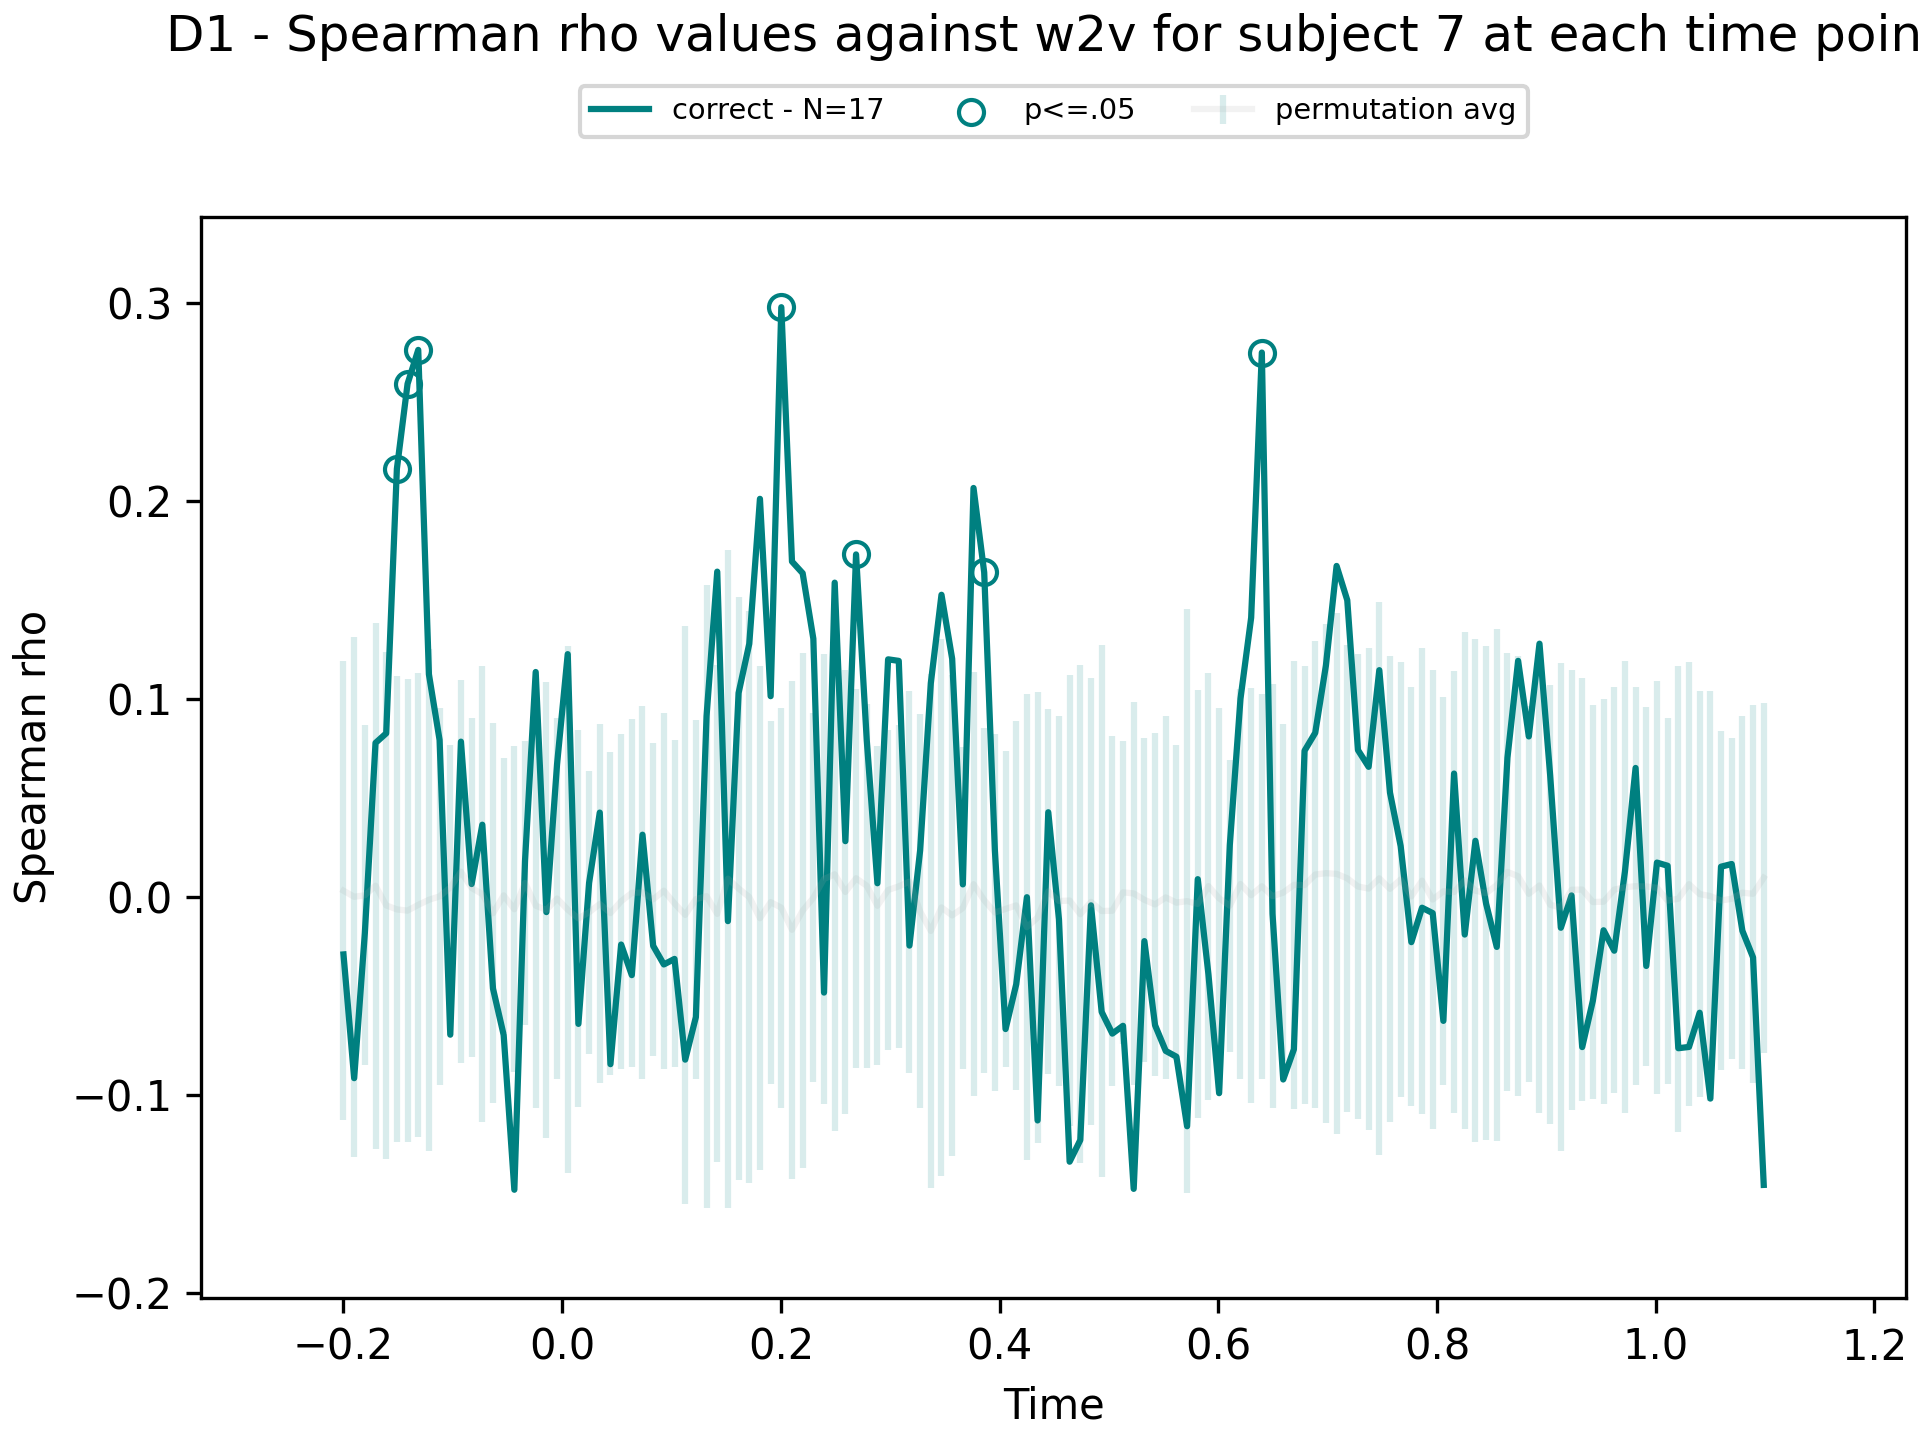 D1 - Spearman rho values against w2v for subject 7 at each time poin
correct - N=17 p<=.05 permutation avg
Spearman rho
0.3
0.2
0.1
0.0
−0.1
−0.2
−0.2 0.0 0.2 0.4 0.6 0.8 1.0 1.2
Time